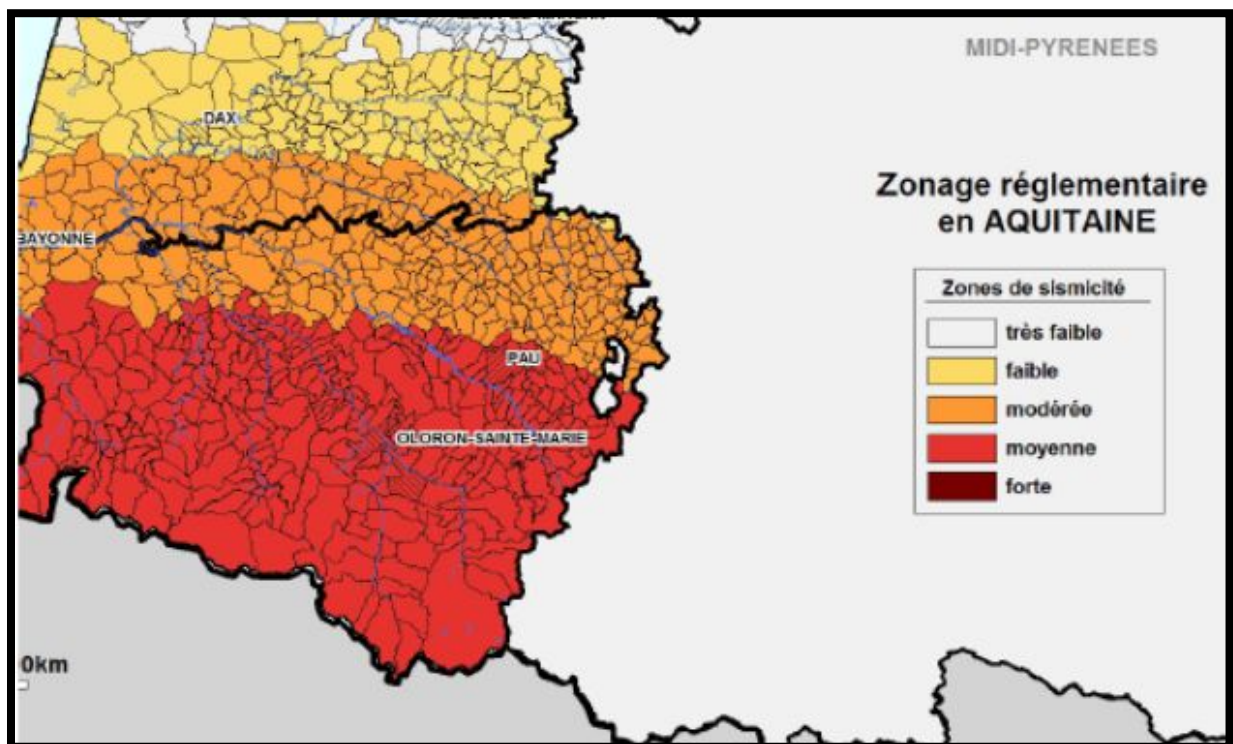 MIDI-PYRENEES
DAX
Zonage réglementaire
en AQUITAINE
BAYONNE
Zones de sismicité
très faible
faible
modérée
moyenne
forte
PAU
OLORON-SAINTE-MARIE
0km